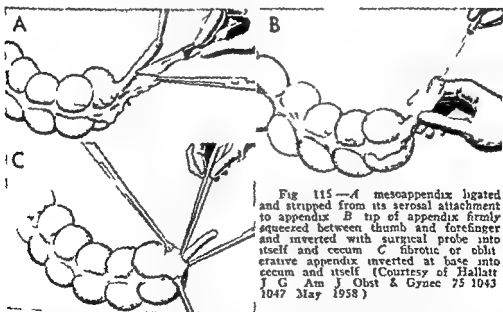 A
B
C
Fig 115 —A mesoappendix ligated
and stripped from its aerosal attachment
to appendix B tip of appendix firmly
squeezed between thumb and forefinger
and inverted with surgical probe into
itself and cecum C fibrotic or oblit
erative appendix inverted at base into
cecum and itself (Courtesy of Hallatt
J G Am J Obst & Gynec 75 1043
1047 May 1958)